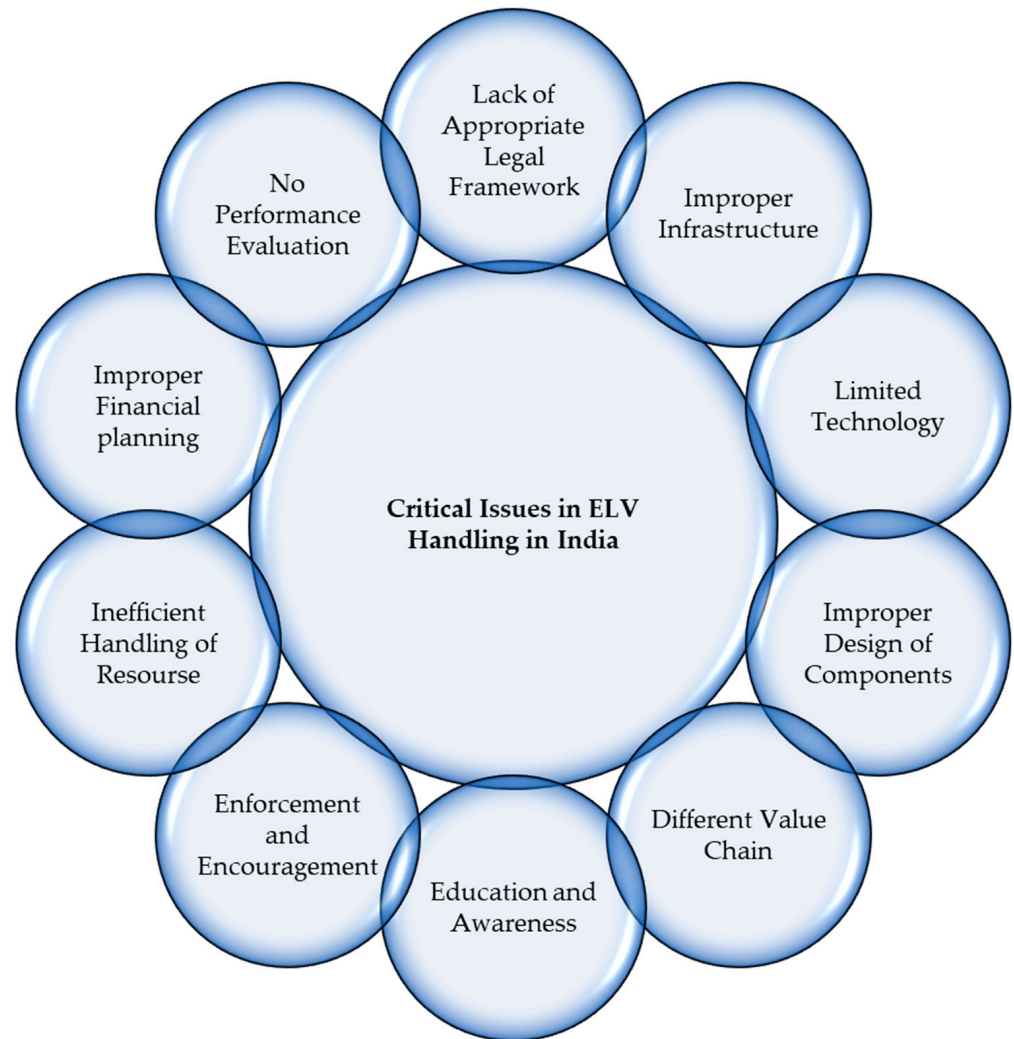 Lack of
Appropriate
Legal
Framework
Improper
Infrastructure
Limited
Technology
Improper
Design of
Components
Different Value
Chain
Education and
Awareness
Enforcement
and
Encouragement
Inefficient
Handling of
Resourse
Improper
Financial
planning
No
Performance
Evaluation
Critical Issues in ELV
Handling in India